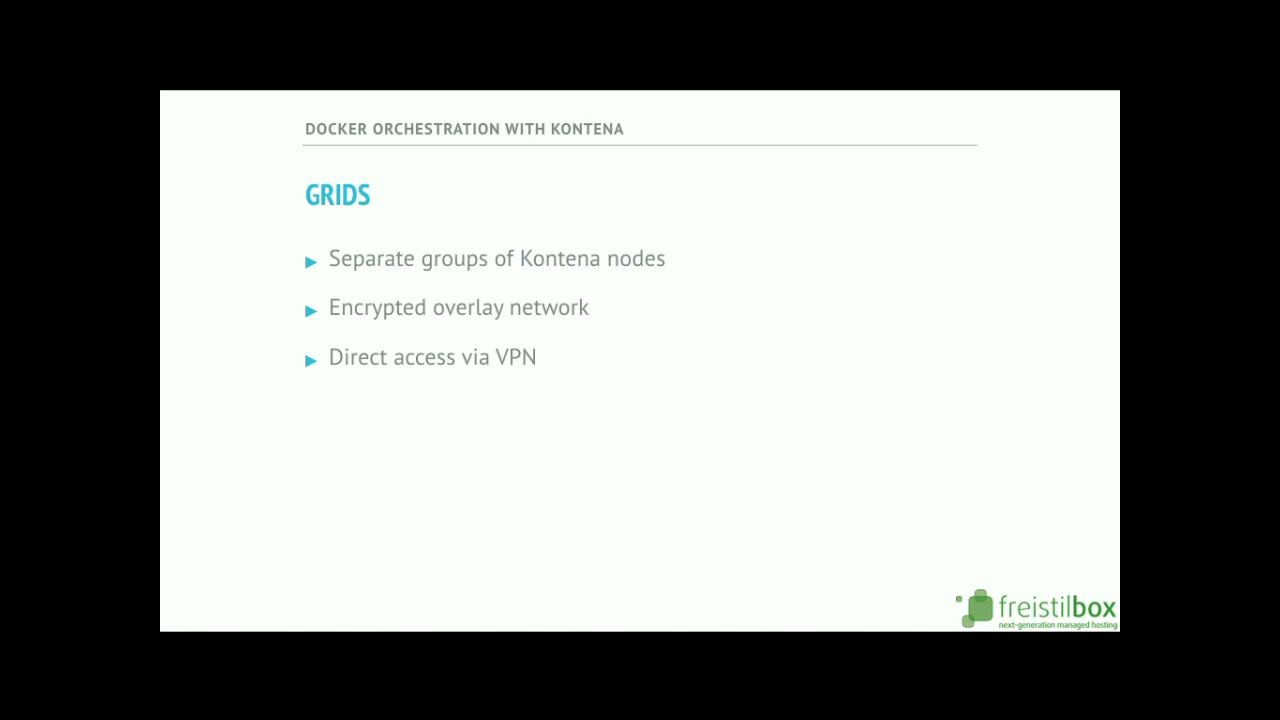 DOCKER ORCHESTRATION WITH KONTENA
GRIDS
▶ Separate groups of Kontena nodes
▶ Encrypted overlay network
▶ Direct access via VPN
freistilbox
next-generation managed hosting